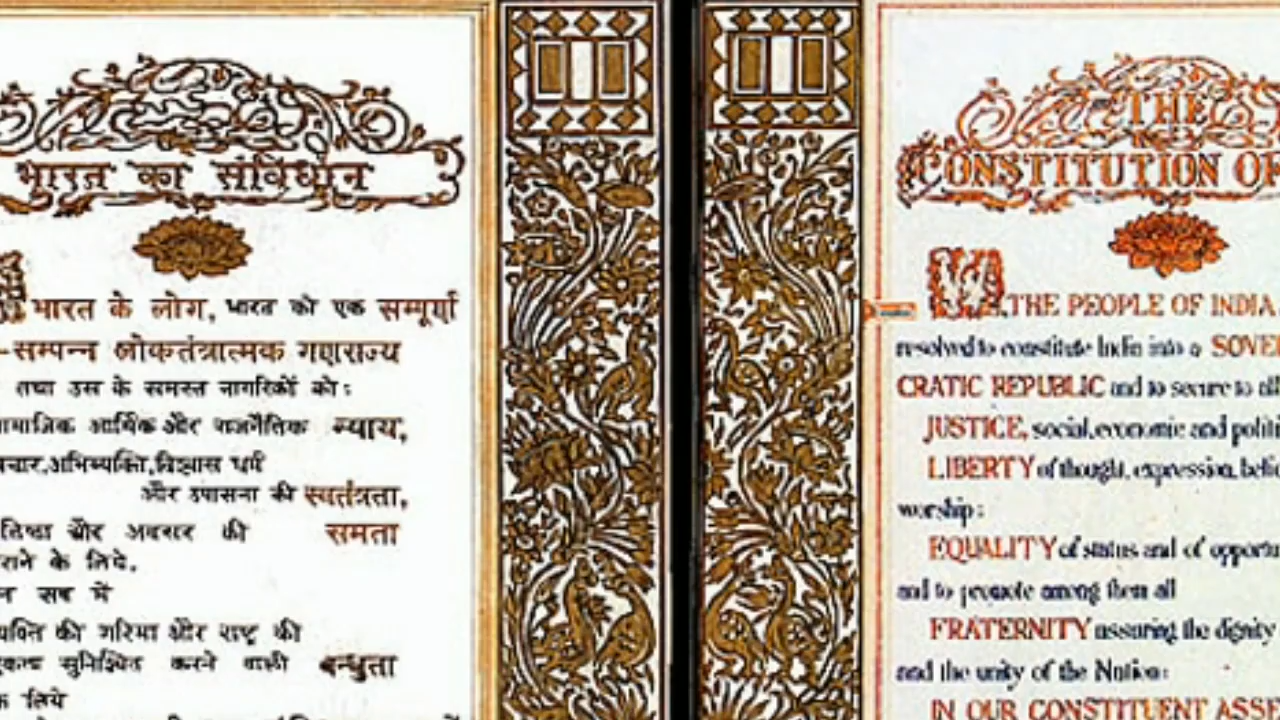 भारत का संविधान
भारत के लोग, भारत को एक सम्पूर्ण
-सम्पन्न लोकतंत्रात्मक गणराज्य
तथा उस के समस्त नागरिकों को:
आर्थिक और राजनैतिक न्याय,
अभिव्यक्ति, विश्वास धर्म
और उपासना की स्वतंत्रता,
और अवसर की समता
के लिये,
सब में
की गरिमा और राष्ट्र की
सुनिश्चित करने वाली बन्धुता
लिये
THE
CONSTITUTION OF
WE, THE PEOPLE OF INDIA
resolved to constitute India into a SOVE
CRATIC REPUBLIC and to secure to all
JUSTICE, social, economic and politi
LIBERTY of thought, expression, belie
worship;
EQUALITY of status and of opportu
and to promote among them all
FRATERNITY assuring the dignity
and the unity of the Nation;
IN OUR CONSTITUENT ASSE